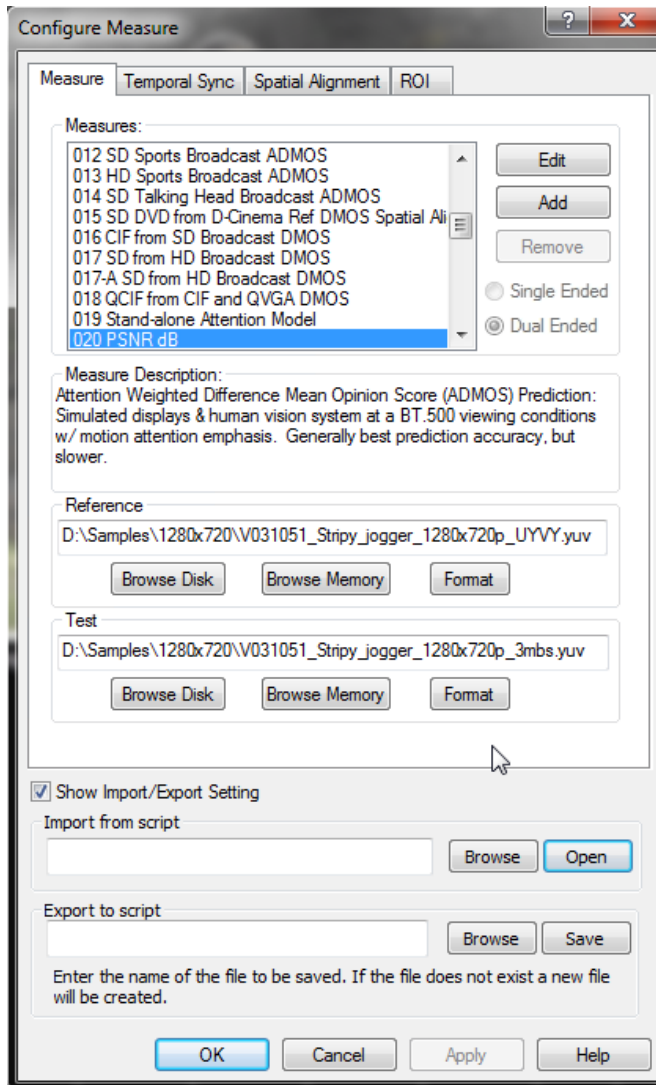 Configure Measure
Measure
Temporal Sync
Spatial Alignment
ROI
Measures:
012 SD Sports Broadcast ADMOS
013 HD Sports Broadcast ADMOS
014 SD Talking Head Broadcast ADMOS
015 SD DVD from D-Cinema Ref DMOS Spatial Ali
016 CIF from SD Broadcast DMOS
017 SD from HD Broadcast DMOS
017-A SD from HD Broadcast DMOS
018 QCIF from CIF and QVGA DMOS
019 Stand-alone Attention Model
020 PSNR dB
Edit
Add
Remove
Single Ended
Dual Ended
Measure Description:
Attention Weighted Difference Mean Opinion Score (ADMOS) Prediction:
Simulated displays & human vision system at a BT.500 viewing conditions
w/ motion attention emphasis. Generally best prediction accuracy, but
slower.
Reference
D:\Samples\1280x720\V031051_Stripy_jogger_1280x720p_UYVY.yuv
Browse Disk
Browse Memory
Format
Test
D:\Samples\1280x720\V031051_Stripy_jogger_1280x720p_3mbs.yuv
Browse Disk
Browse Memory
Format
Show Import/Export Setting
Import from script
Browse
Open
Export to script
Browse
Save
Enter the name of the file to be saved. If the file does not exist a new file
will be created.
OK
Cancel
Apply
Help